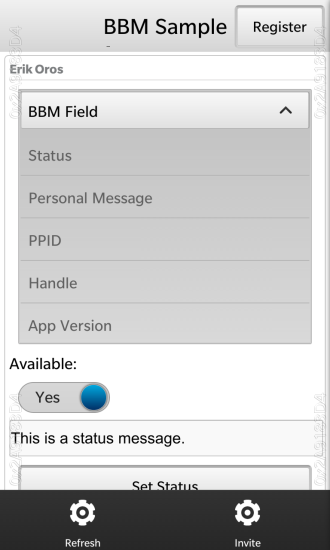 BBM Sample
Register
Erik Oros
BBM Field
Status
Personal Message
PPID
Handle
App Version
Available:
Yes
This is a status message.
Set Status
Refresh
Invite